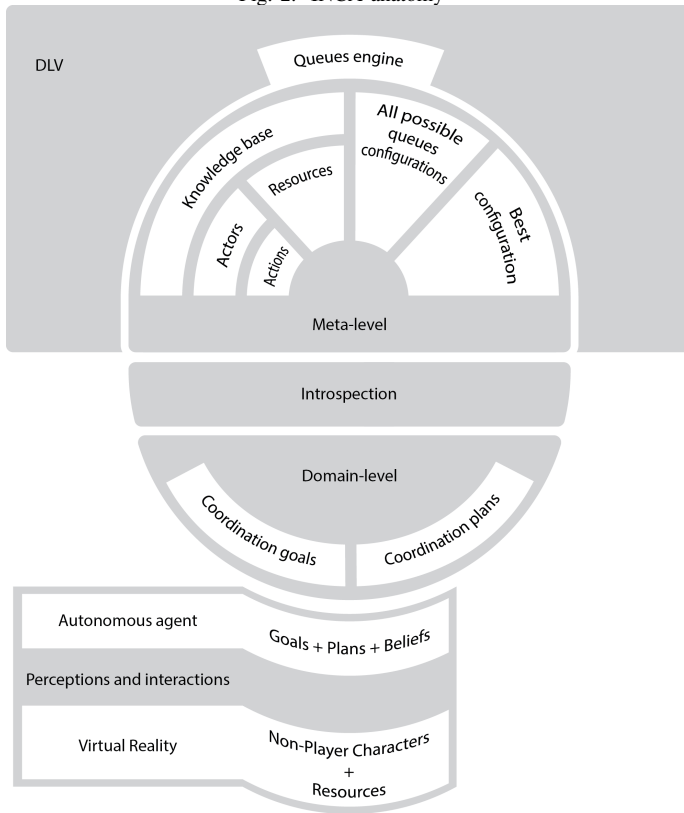 DLV
Queues engine
Knowledge base
Resources
Actors
Actions
All possible
queues
configurations
Best
configuration
Meta-level
Introspection
Domain-level
Coordination goals
Coordination plans
Autonomous agent
Goals + Plans + Beliefs
Perceptions and interactions
Virtual Reality
Non-Player Characters
+
Resources